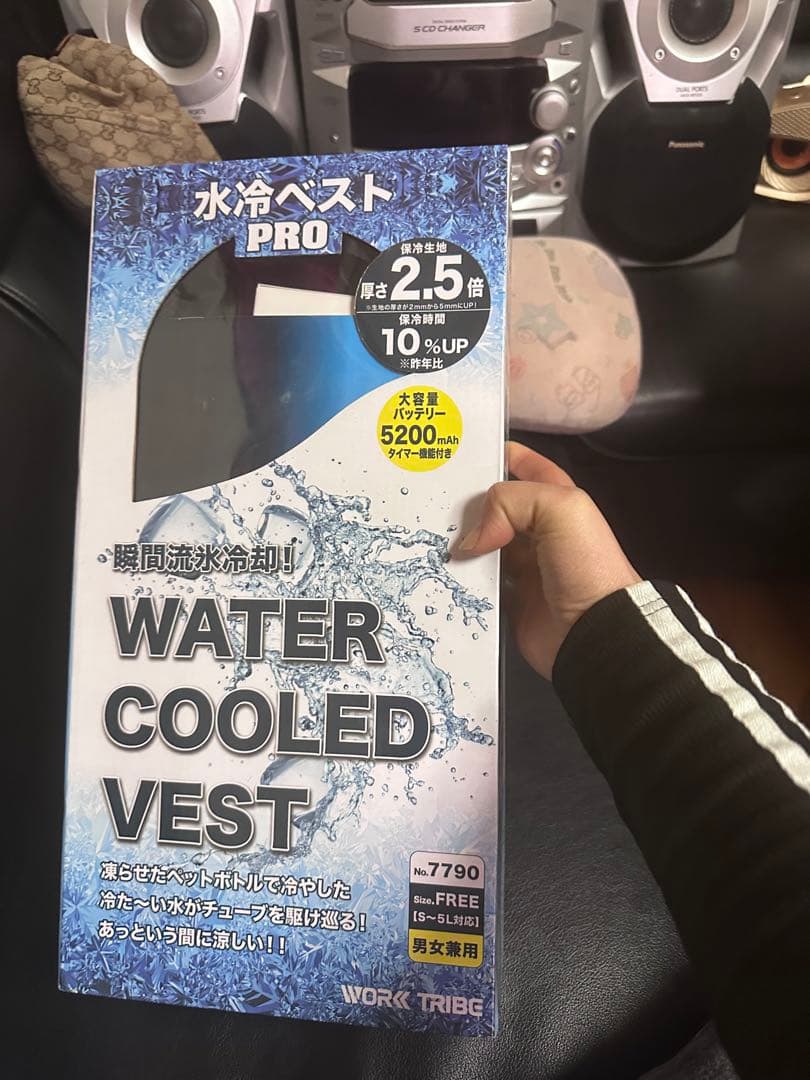 5 CD CHANGER
DUAL PORTS
Panasonic
水冷ベスト
PRO
保冷生地
厚さ2.5倍
※生地の厚さが2mmから5mmにUP!
保冷時間
10%UP
※昨年比
大容量
バッテリー
5200mAh
タイマー機能付き
瞬間流氷冷却!
WATER
COOLED
VEST
凍らせたペットボトルで冷やした
冷た〜い水がチューブを駆け巡る!
あっという間に涼しい!!
No.7790
Size.FREE
【S〜5L対応】
男女兼用
WORK TRIBE